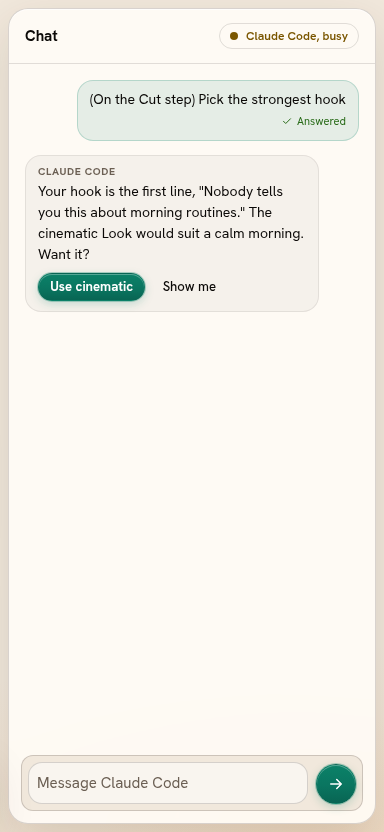 Chat
Claude Code, busy
(On the Cut step) Pick the strongest hook
✓ Answered
CLAUDE CODE
Your hook is the first line, "Nobody tells
you this about morning routines." The
cinematic Look would suit a calm morning.
Want it?
Use cinematic
Show me
Message Claude Code